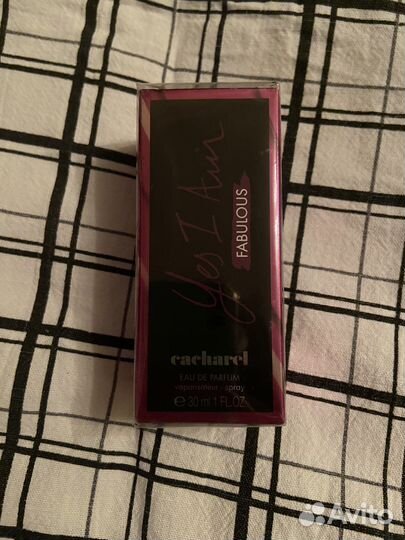 Yes I Am
FABULOUS
cacharel
EAU DE PARFUM
vaporisateur - spray
e 30 ml 1 FL.OZ
Avito